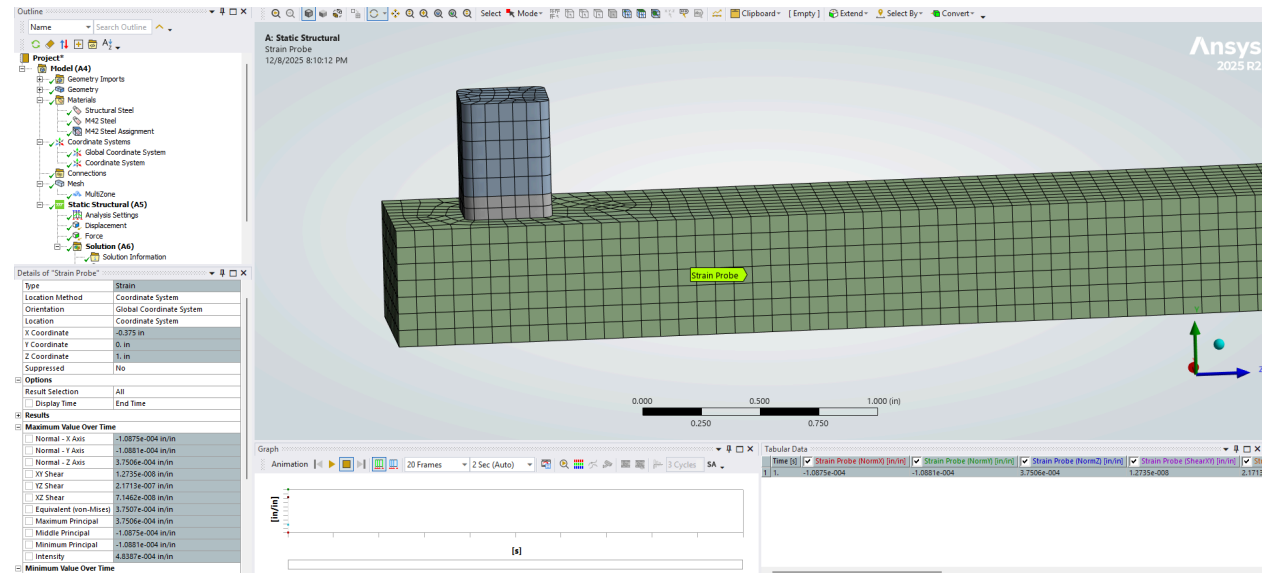 Outline
Name Search Outline
Project*
Model (A4)
Geometry Imports
Geometry
Materials
Structural Steel
M42 Steel
M42 Steel Assignment
Coordinate Systems
Global Coordinate System
Coordinate System
Connections
Mesh
MultiZone
Static Structural (A5)
Analysis Settings
Displacement
Force
Solution (A6)
Solution Information
Details of "Strain Probe"
Type Strain
Location Method Coordinate System
Orientation Global Coordinate System
Location Coordinate System
X Coordinate -0.375 in
Y Coordinate 0. in
Z Coordinate 1. in
Suppressed No
Options
Result Selection All
Display Time End Time
Results
Maximum Value Over Time
Normal - X Axis -1.0875e-004 in/in
Normal - Y Axis -1.0881e-004 in/in
Normal - Z Axis 3.7506e-004 in/in
XY Shear 1.2735e-008 in/in
YZ Shear 2.1713e-007 in/in
XZ Shear 7.1462e-008 in/in
Equivalent (von-Mises) 3.7507e-004 in/in
Maximum Principal 3.7506e-004 in/in
Middle Principal -1.0875e-004 in/in
Minimum Principal -1.0881e-004 in/in
Intensity 4.8387e-004 in/in
Minimum Value Over Time
Select Mode Clipboard [ Empty ] Extend Select By Convert
A: Static Structural
Strain Probe
12/8/2025 8:10:12 PM
Ansys
2025 R2
Strain Probe
Y
Z
0.000 0.500 1.000 (in)
0.250 0.750
Graph
Animation 20 Frames 2 Sec (Auto) 3 Cycles SA
[in/in]
[s]
Tabular Data
Time [s] Strain Probe (NormX) [in/in] Strain Probe (NormY) [in/in] Strain Probe (NormZ) [in/in] Strain Probe (ShearXY) [in/in]
1 1. -1.0875e-004 -1.0881e-004 3.7506e-004 1.2735e-008 2.1713